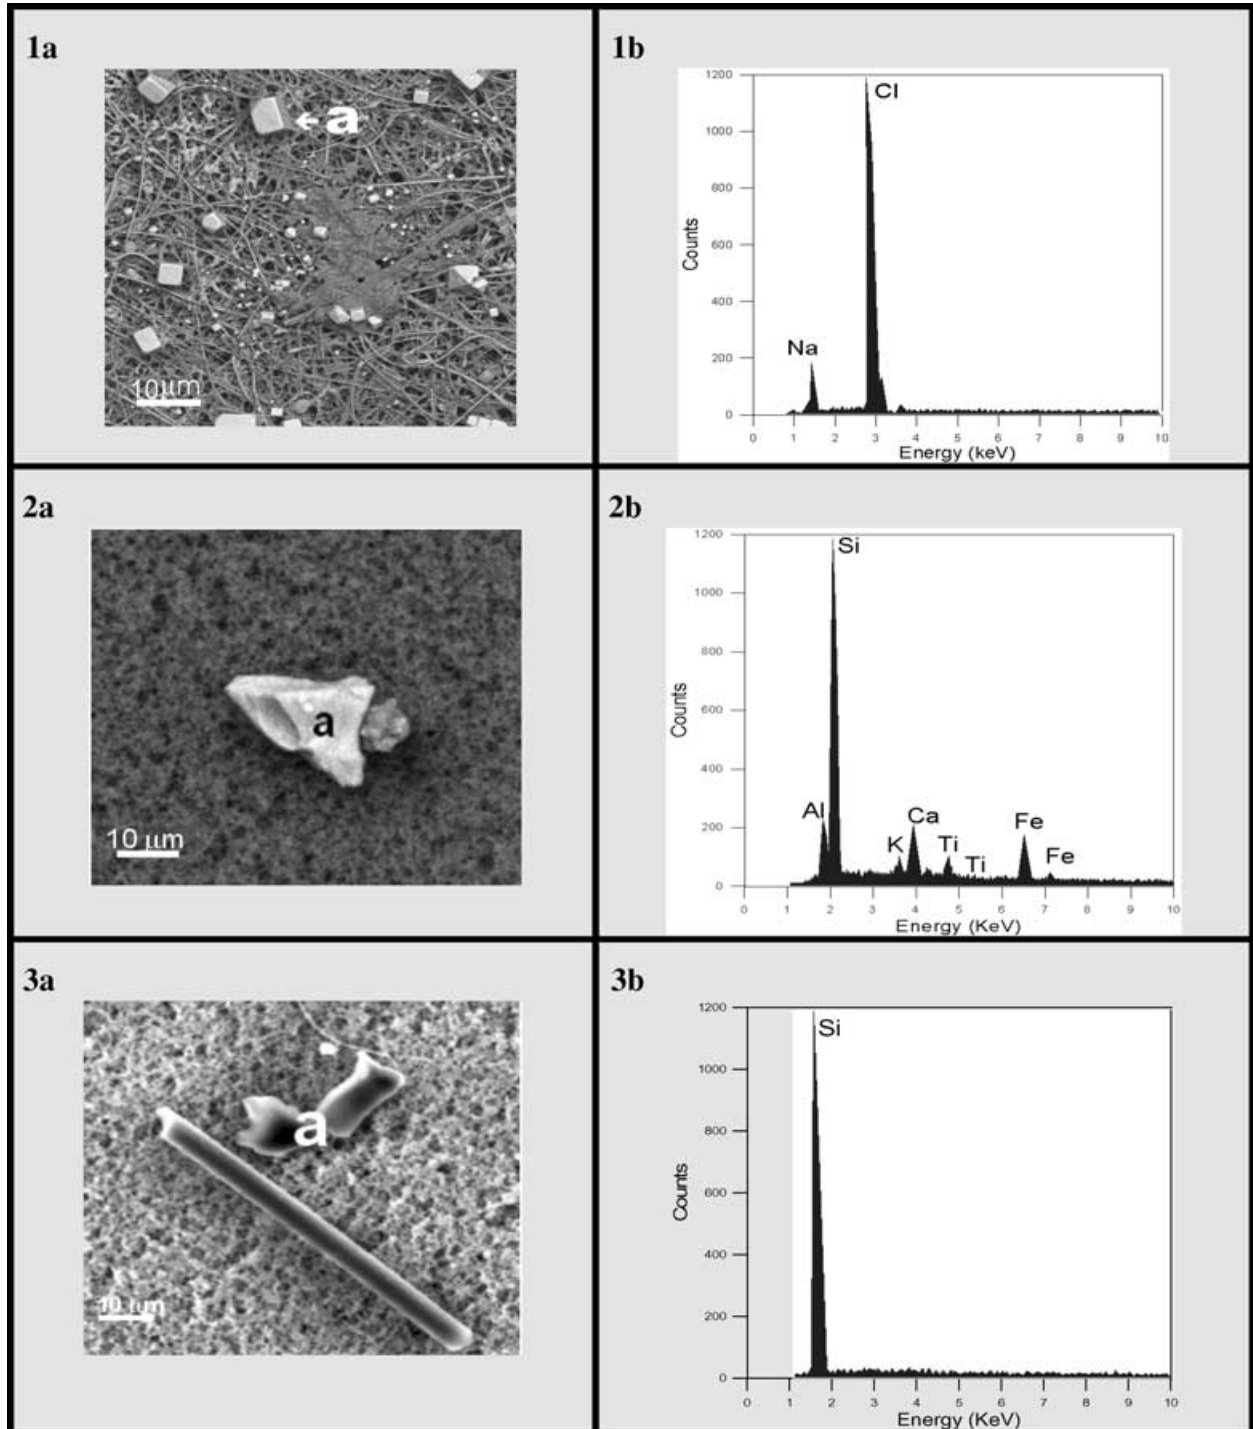 1a
a
10μm
1b
1200
1000
800
600
400
200
0
Counts
Cl
Na
0 1 2 3 4 5 6 7 8 9 10
Energy (keV)
2a
a
10 μm
2b
1200
1000
800
600
400
200
0
Counts
Si
Al
K
Ca
Ti
Ti
Fe
Fe
0 1 2 3 4 5 6 7 8 9 10
Energy (KeV)
3a
a
10 μm
3b
1200
1000
800
600
400
200
0
Counts
Si
0 1 2 3 4 5 6 7 8 9 10
Energy (KeV)